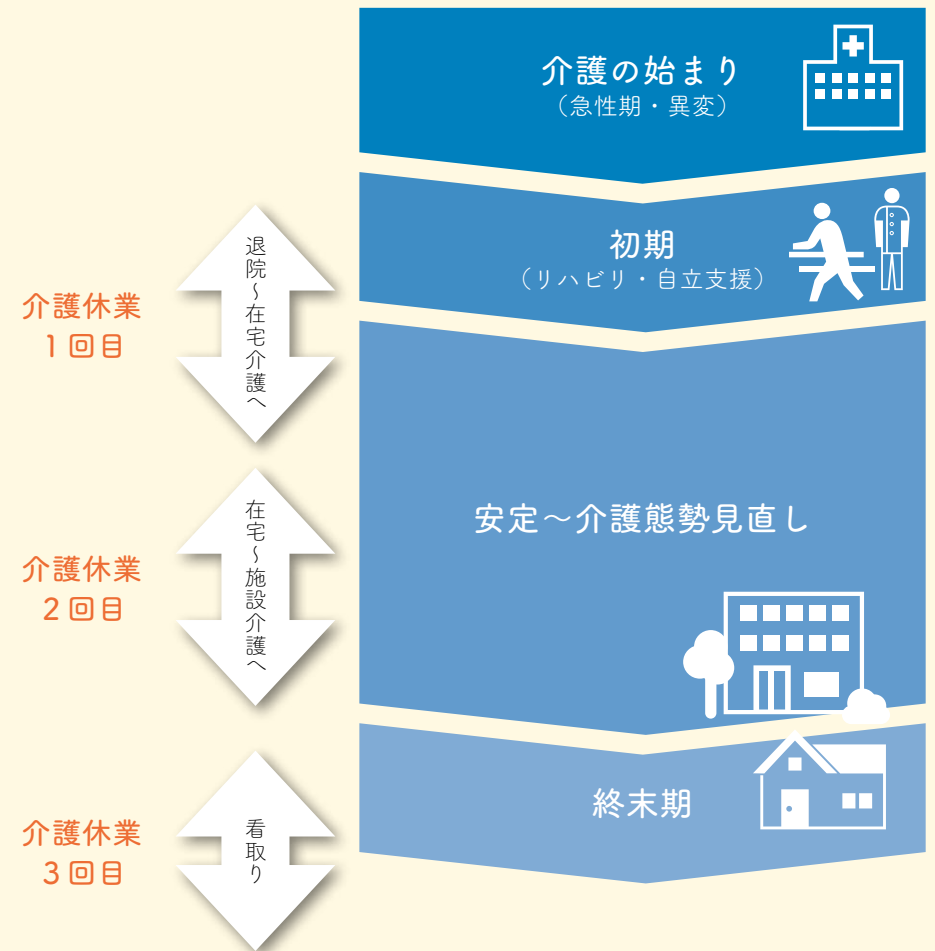 介護の始まり
（急性期・異変）
初期
（リハビリ・自立支援）
介護休業
1回目
退院～在宅介護へ
安定～介護態勢見直し
介護休業
2回目
在宅～施設介護へ
終末期
介護休業
3回目
看取り